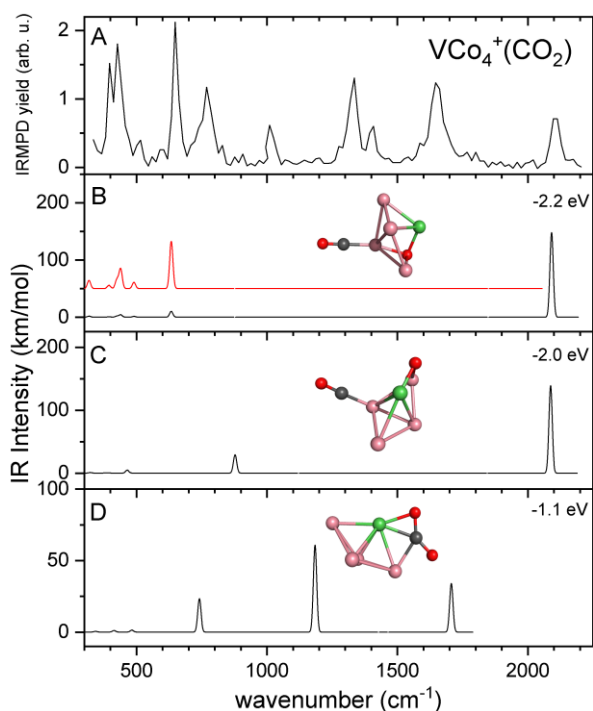 A
VCo₄⁺(CO₂)
IRMPD yield (arb. u.)
2
1
0
B
-2.2 eV
200
100
0
C
-2.0 eV
200
100
0
IR Intensity (km/mol)
D
-1.1 eV
100
50
0
500 1000 1500 2000
wavenumber (cm⁻¹)